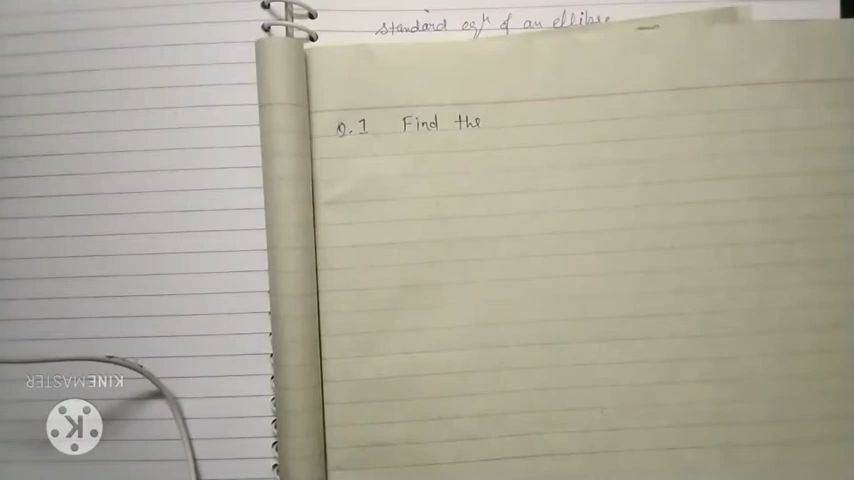 standard eqn of an ellipse
Q.1 Find the
KINEMASTER
K